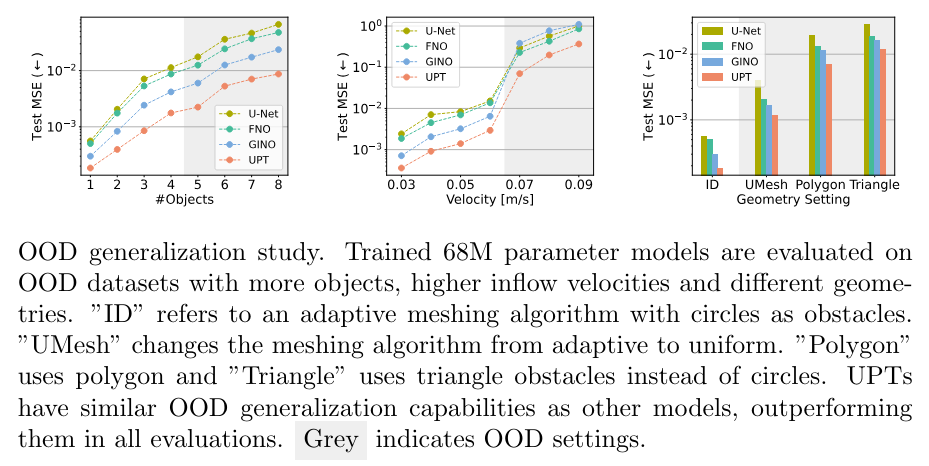 10⁻²
10⁻³
Test MSE (←)
U-Net
FNO
GINO
UPT
1 2 3 4 5 6 7 8
#Objects
10⁰
10⁻¹
10⁻²
10⁻³
Test MSE (←)
U-Net
FNO
GINO
UPT
0.03 0.05 0.07 0.09
Velocity [m/s]
10⁻²
10⁻³
Test MSE (←)
U-Net
FNO
GINO
UPT
ID UMesh Polygon Triangle
Geometry Setting
OOD generalization study. Trained 68M parameter models are evaluated on
OOD datasets with more objects, higher inflow velocities and different geome-
tries. ”ID” refers to an adaptive meshing algorithm with circles as obstacles.
”UMesh” changes the meshing algorithm from adaptive to uniform. ”Polygon”
uses polygon and ”Triangle” uses triangle obstacles instead of circles. UPTs
have similar OOD generalization capabilities as other models, outperforming
them in all evaluations. Grey indicates OOD settings.